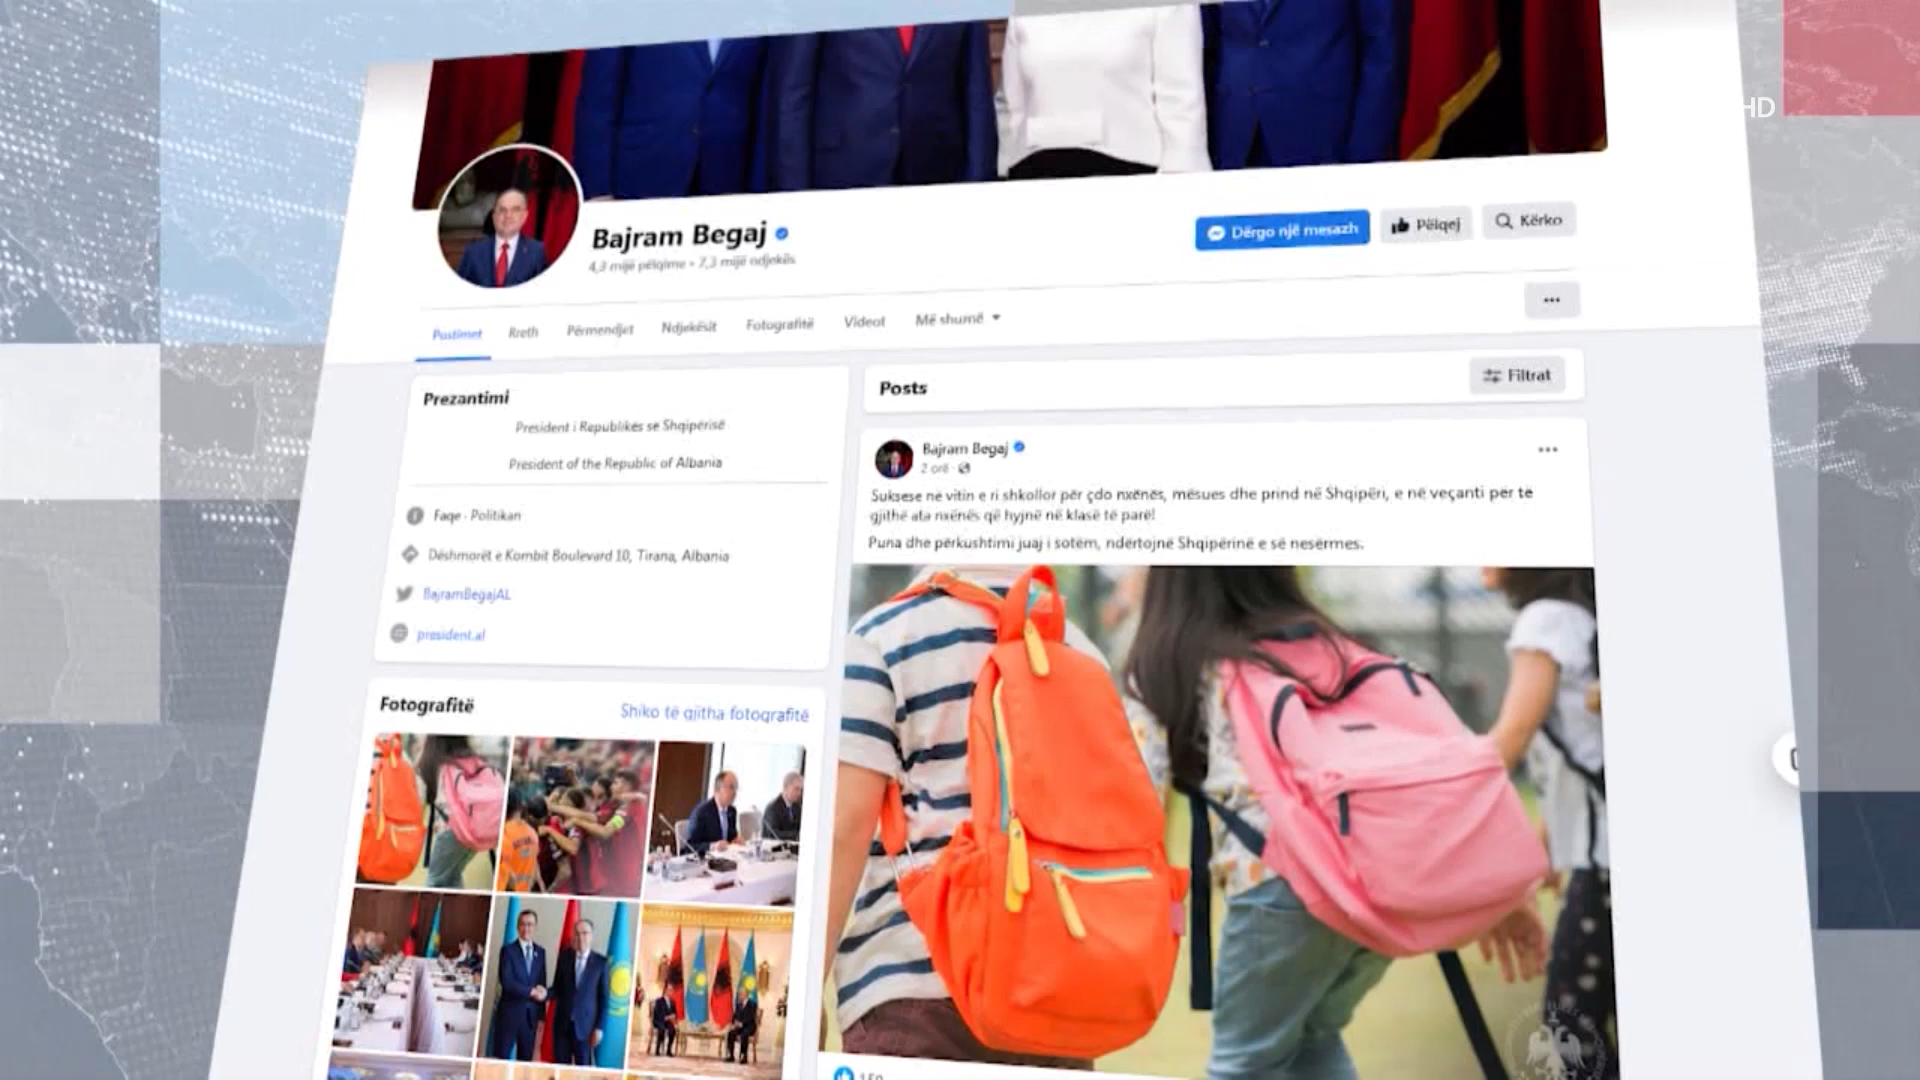 HD
Bajram Begaj
4,3 mijë pëlqime • 7,3 mijë ndjekës
Dërgo një mesazh
Pëlqej
Kërko
Postimet
Rreth
Përmendjet
Ndjekësit
Fotografitë
Videot
Më shumë
Prezantimi
President i Republikës së Shqipërisë
President of the Republic of Albania
Faqe · Politikan
Dëshmorët e Kombit Boulevard 10, Tirana, Albania
BajramBegajAL
president.al
Fotografitë
Shiko të gjitha fotografitë
Posts
Filtrat
Bajram Begaj
2 orë ·
Suksese në vitin e ri shkollor për çdo nxënës, mësues dhe prind në Shqipëri, e në veçanti për të
gjithë ata nxënës që hyjnë në klasë të parë!
Puna dhe përkushtimi juaj i sotëm, ndërtojnë Shqipërinë e së nesërmes.